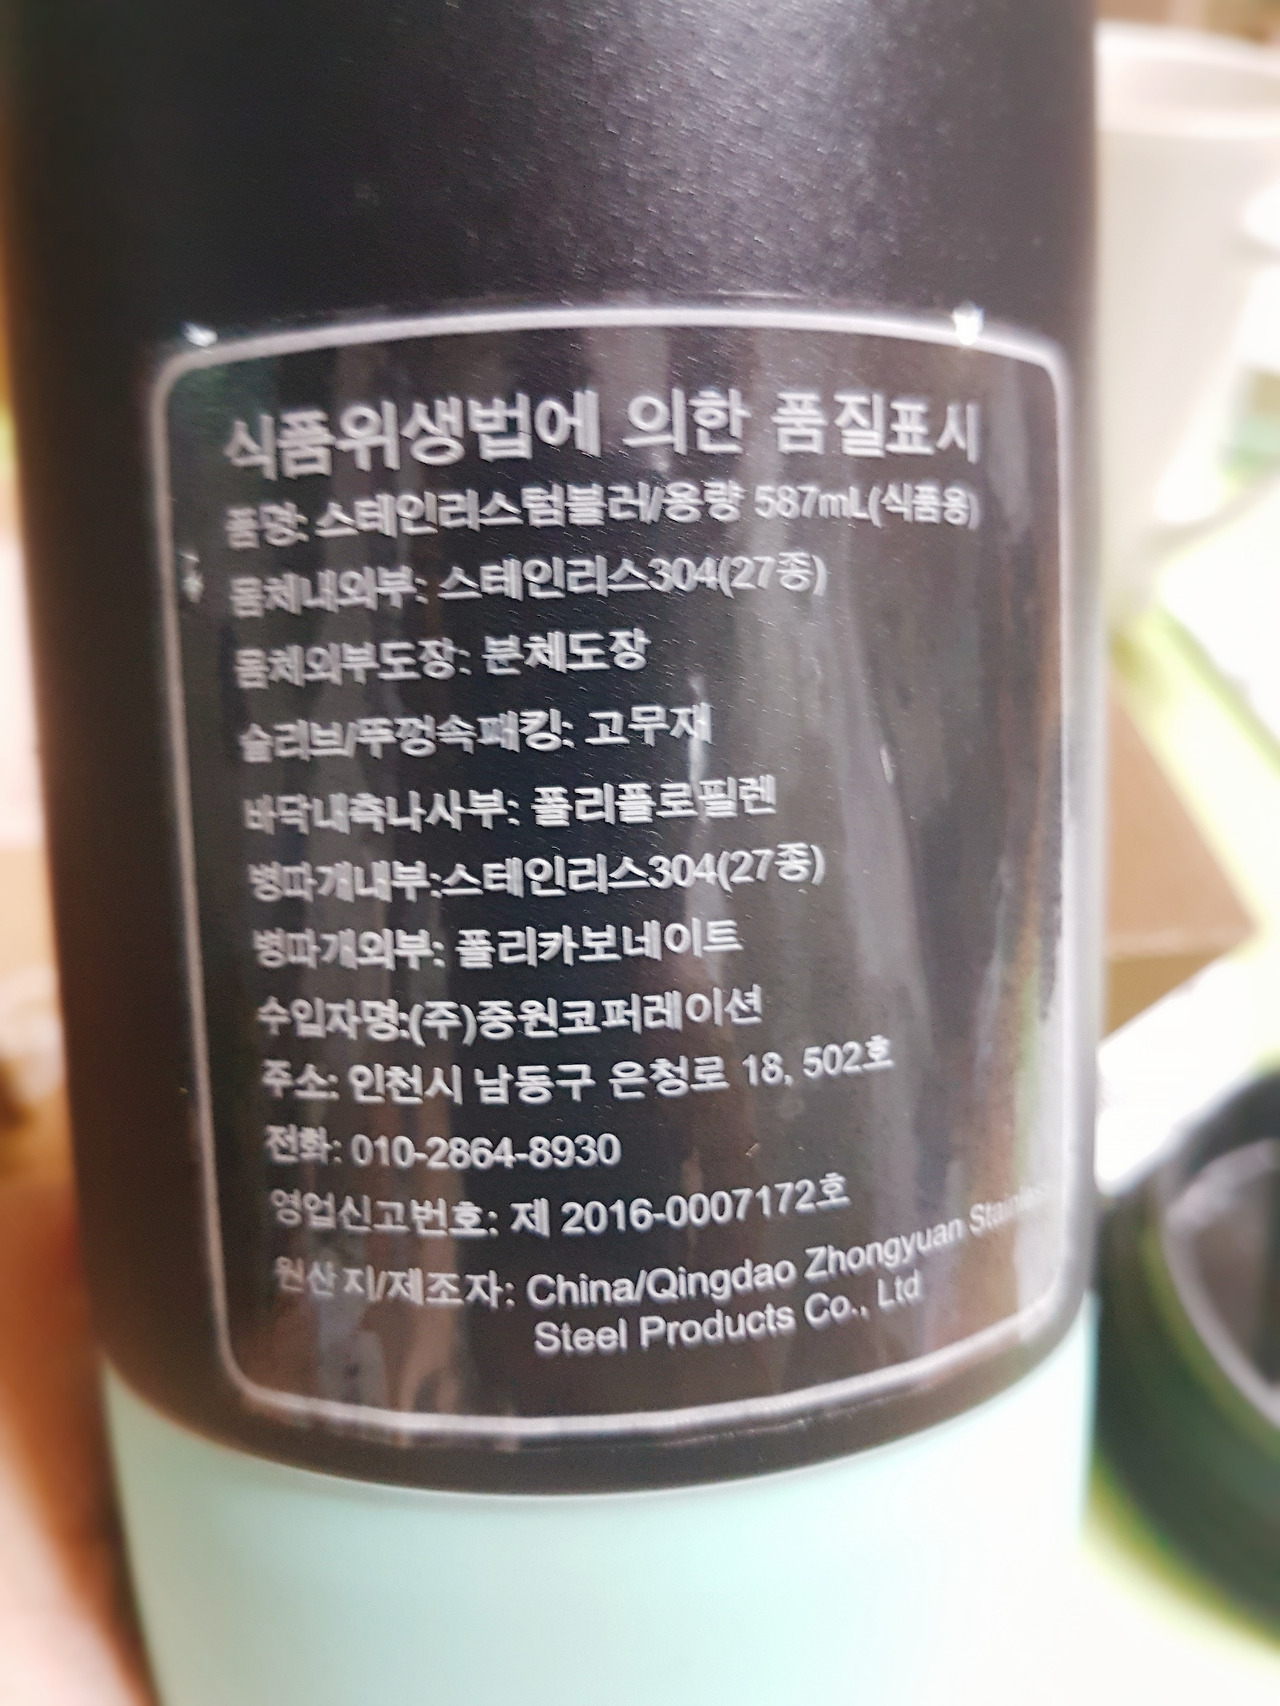 식품위생법에 의한 품질표시
품명: 스테인리스텀블러/용량 587mL(식품용)
몸체내외부: 스테인리스304(27종)
몸체외부도장: 분체도장
슬리브/뚜껑속패킹: 고무재
바닥내측나사부: 폴리플로필렌
병따개내부:스테인리스304(27종)
병따개외부: 폴리카보네이트
수입자명:(주)중원코퍼레이션
주소: 인천시 남동구 은청로 18, 502호
전화: 010-2864-8930
영업신고번호: 제 2016-0007172호
원산지/제조자: China/Qingdao Zhongyuan Stainless
Steel Products Co., Ltd